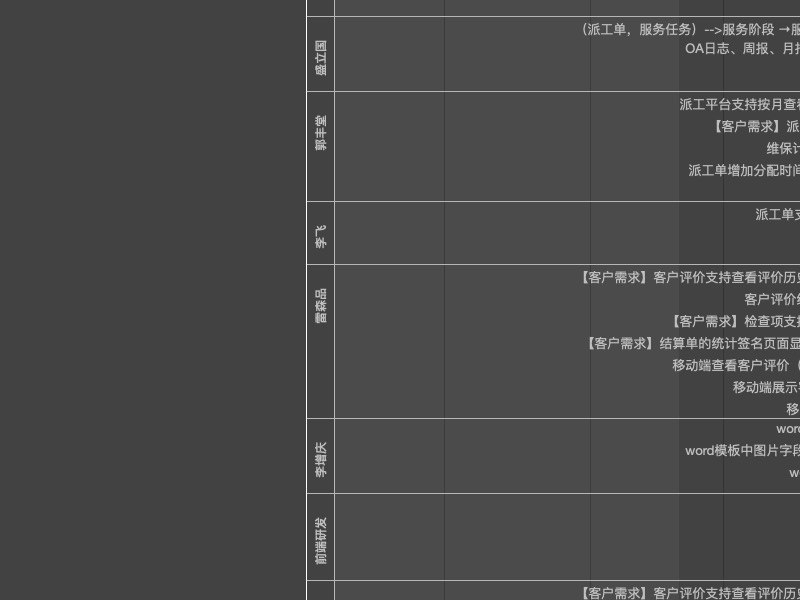 盛立国
（派工单，服务任务）-->服务阶段 →服
OA日志、周报、月
郭丰堂
派工平台支持按月查
【客户需求】派
维保计
派工单增加分配时间
李飞
派工单支
雷森品
【客户需求】客户评价支持查看评价历
客户评价
【客户需求】检查项支
【客户需求】结算单的统计签名页面显
移动端查看客户评价（
移动端展示
移
李增庆
word
word模板中图片字段
w
前端研发
【客户需求】客户评价支持查看评价历